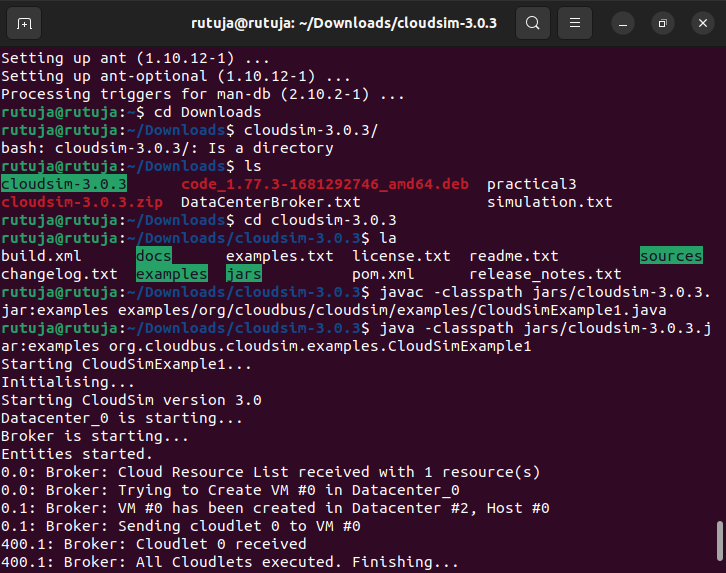 rutuja@rutuja: ~/Downloads/cloudsim-3.0.3
Setting up ant (1.10.12-1) ...
Setting up ant-optional (1.10.12-1) ...
Processing triggers for man-db (2.10.2-1) ...
rutuja@rutuja:~$ cd Downloads
rutuja@rutuja:~/Downloads$ cloudsim-3.0.3/
bash: cloudsim-3.0.3/: Is a directory
rutuja@rutuja:~/Downloads$ ls
cloudsim-3.0.3 code_1.77.3-1681292746_amd64.deb practical3
cloudsim-3.0.3.zip DataCenterBroker.txt simulation.txt
rutuja@rutuja:~/Downloads$ cd cloudsim-3.0.3
rutuja@rutuja:~/Downloads/cloudsim-3.0.3$ la
build.xml docs examples.txt license.txt readme.txt sources
changelog.txt examples jars pom.xml release_notes.txt
rutuja@rutuja:~/Downloads/cloudsim-3.0.3$ javac -classpath jars/cloudsim-3.0.3.
jar:examples examples/org/cloudbus/cloudsim/examples/CloudSimExample1.java
rutuja@rutuja:~/Downloads/cloudsim-3.0.3$ java -classpath jars/cloudsim-3.0.3.j
ar:examples org.cloudbus.cloudsim.examples.CloudSimExample1
Starting CloudSimExample1...
Initialising...
Starting CloudSim version 3.0
Datacenter_0 is starting...
Broker is starting...
Entities started.
0.0: Broker: Cloud Resource List received with 1 resource(s)
0.0: Broker: Trying to Create VM #0 in Datacenter_0
0.1: Broker: VM #0 has been created in Datacenter #2, Host #0
0.1: Broker: Sending cloudlet 0 to VM #0
400.1: Broker: Cloudlet 0 received
400.1: Broker: All Cloudlets executed. Finishing...